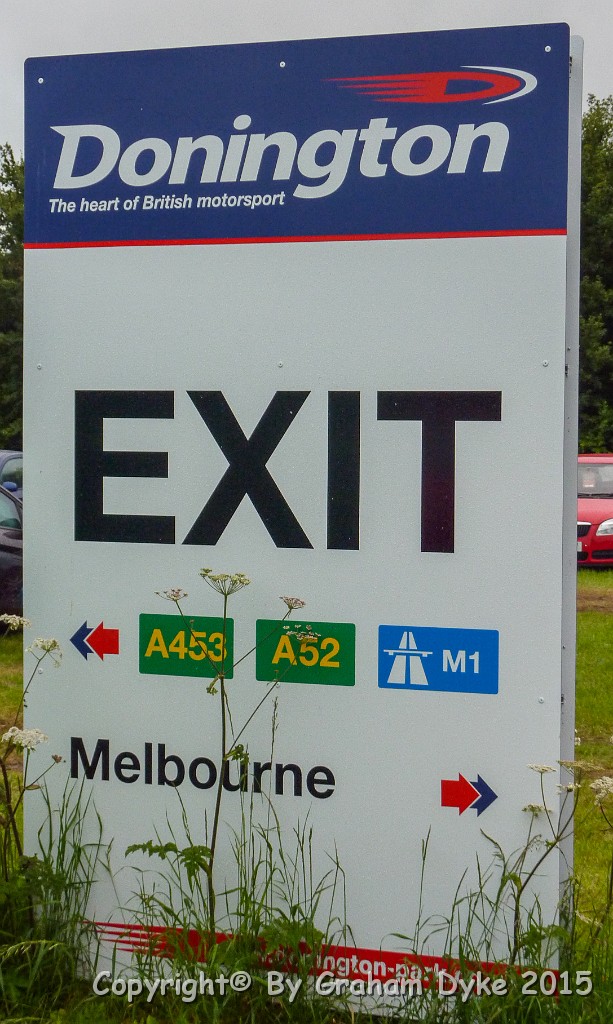 Donington
The heart of British motorsport
EXIT
A453 A52 M1
Melbourne
Copyright© By Graham Dyke 2015